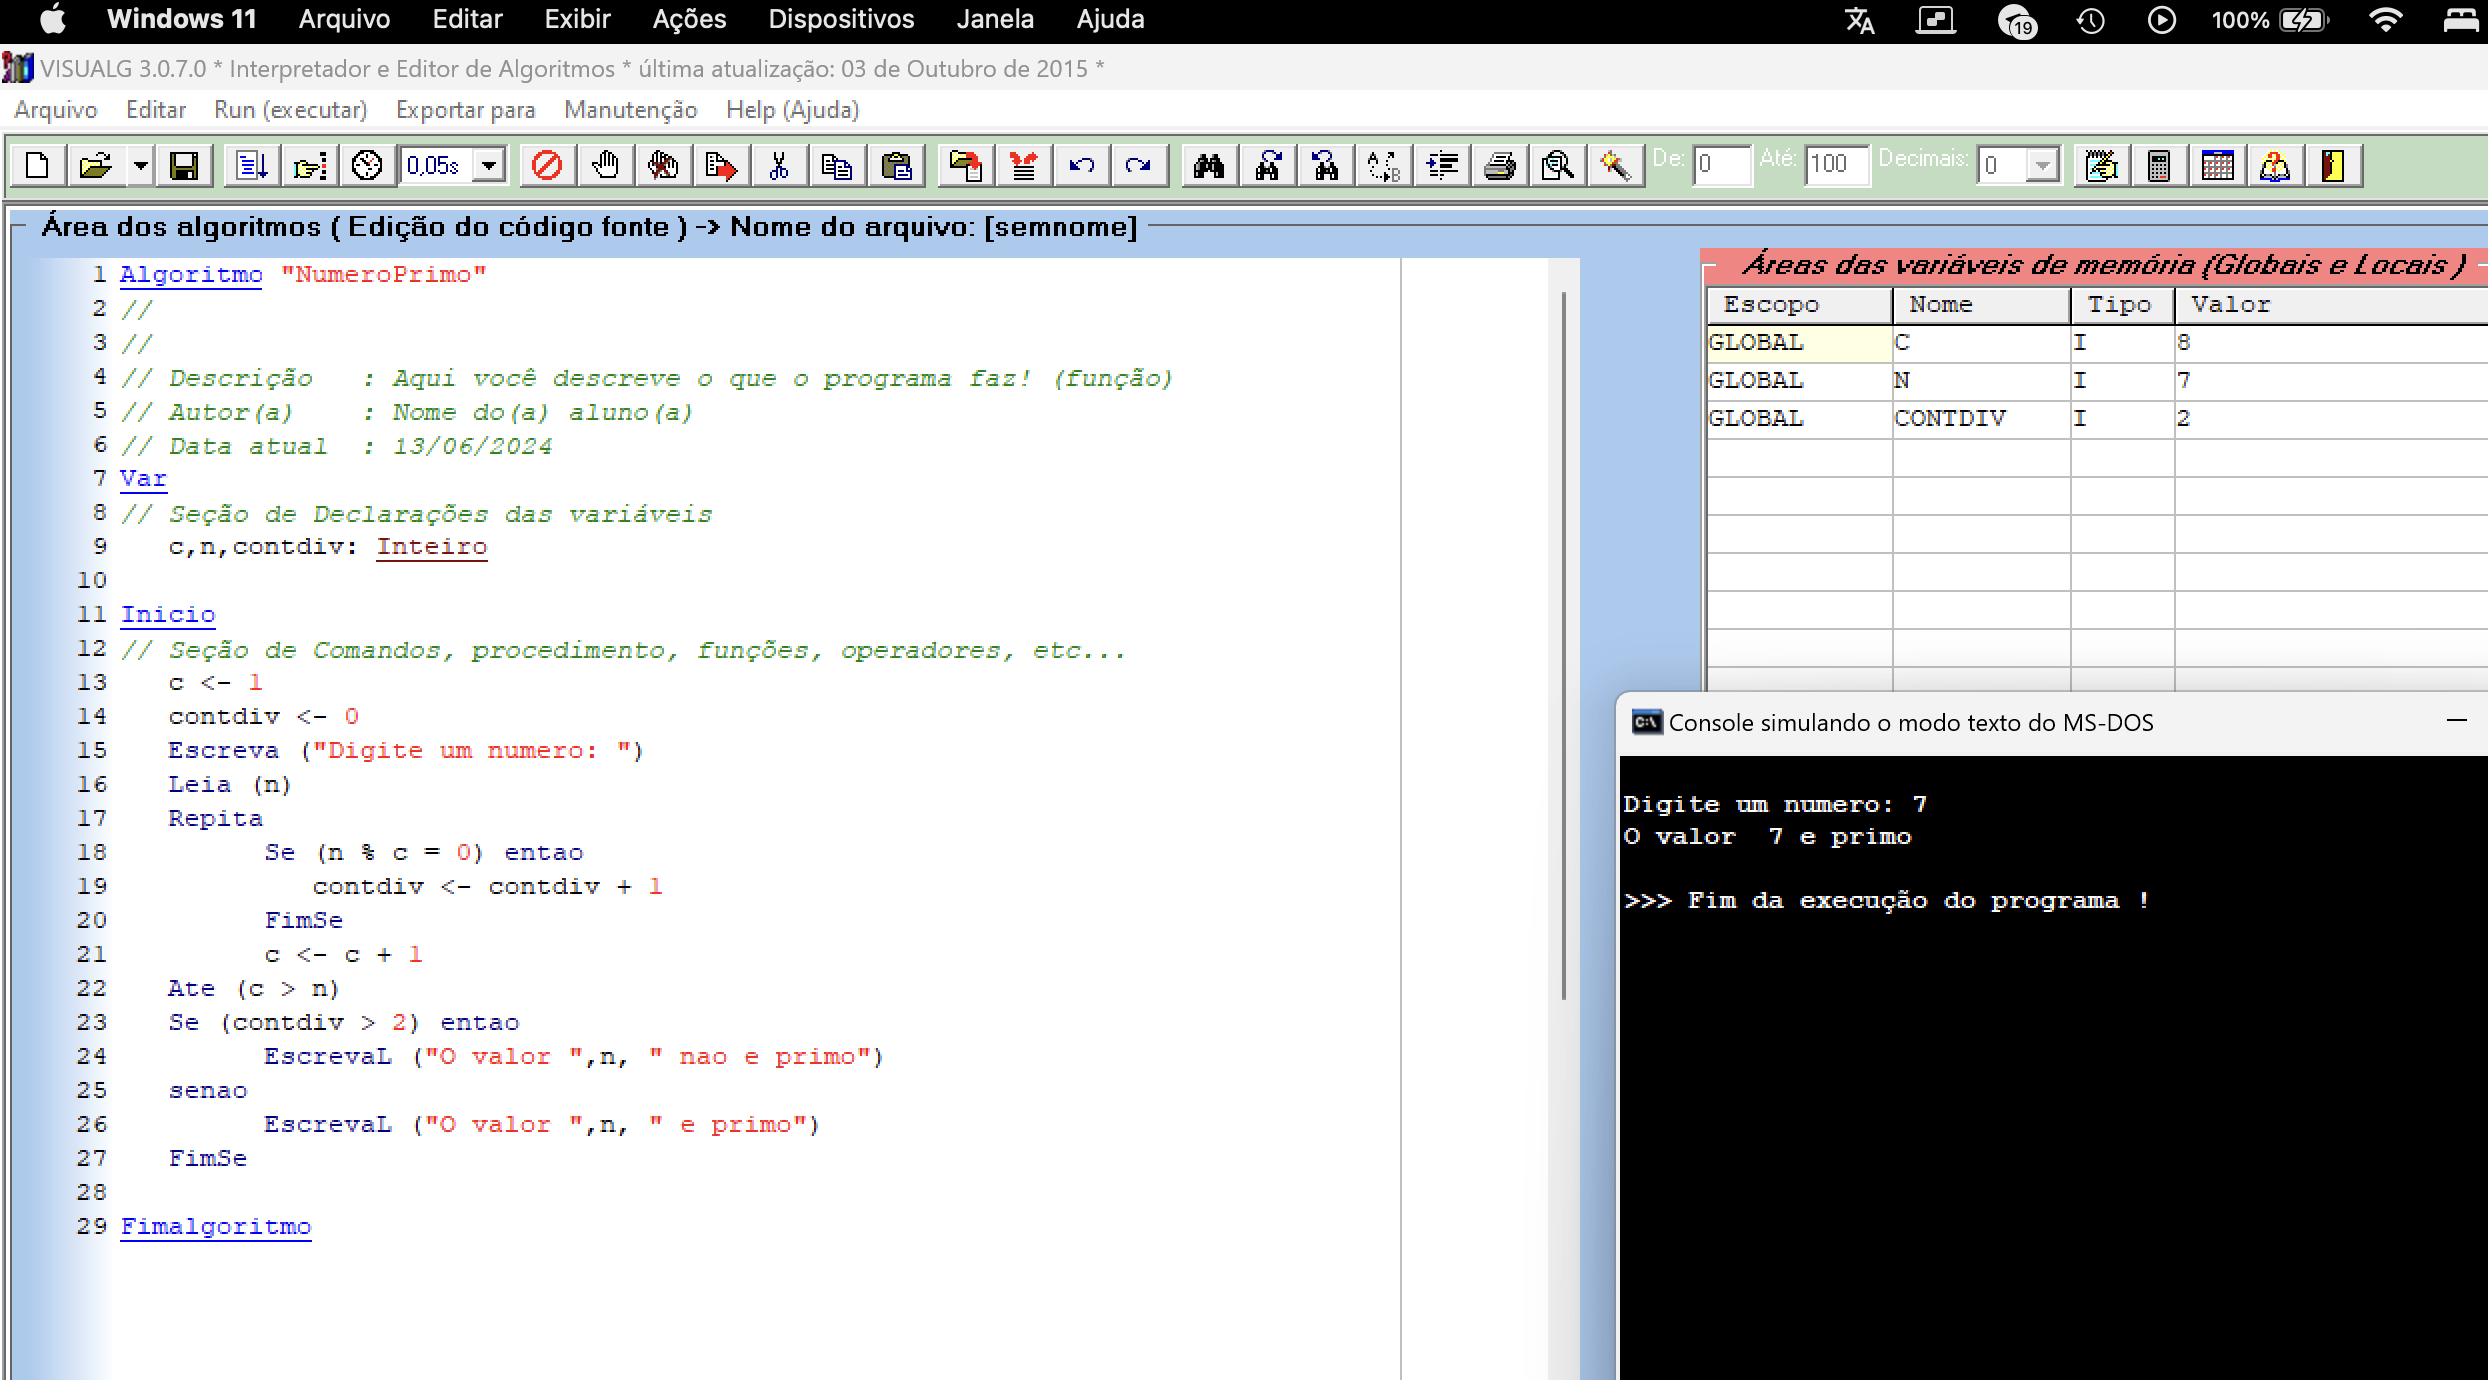 Windows 11 Arquivo Editar Exibir Ações Dispositivos Janela Ajuda 19 100%
VISUALG 3.0.7.0 * Interpretador e Editor de Algoritmos * última atualização: 03 de Outubro de 2015 *
Arquivo Editar Run (executar) Exportar para Manutenção Help (Ajuda)
0,05s De: 0 Até: 100 Decimais: 0
Área dos algoritmos ( Edição do código fonte ) -> Nome do arquivo: [semnome]
1 Algoritmo "NumeroPrimo"
2 //
3 //
4 // Descrição   : Aqui você descreve o que o programa faz! (função)
5 // Autor(a)    : Nome do(a) aluno(a)
6 // Data atual  : 13/06/2024
7 Var
8 // Seção de Declarações das variáveis
9    c,n,contdiv: Inteiro
10
11 Inicio
12 // Seção de Comandos, procedimento, funções, operadores, etc...
13    c <- 1
14    contdiv <- 0
15    Escreva ("Digite um numero: ")
16    Leia (n)
17    Repita
18          Se (n % c = 0) entao
19             contdiv <- contdiv + 1
20          FimSe
21          c <- c + 1
22    Ate (c > n)
23    Se (contdiv > 2) entao
24          EscrevaL ("O valor ",n, " nao e primo")
25    senao
26          EscrevaL ("O valor ",n, " e primo")
27    FimSe
28
29 Fimalgoritmo
Áreas das variáveis de memória (Globais e Locais )
Escopo Nome Tipo Valor
GLOBAL C I 8
GLOBAL N I 7
GLOBAL CONTDIV I 2
C:\ Console simulando o modo texto do MS-DOS
Digite um numero: 7
O valor  7 e primo
>>> Fim da execução do programa !